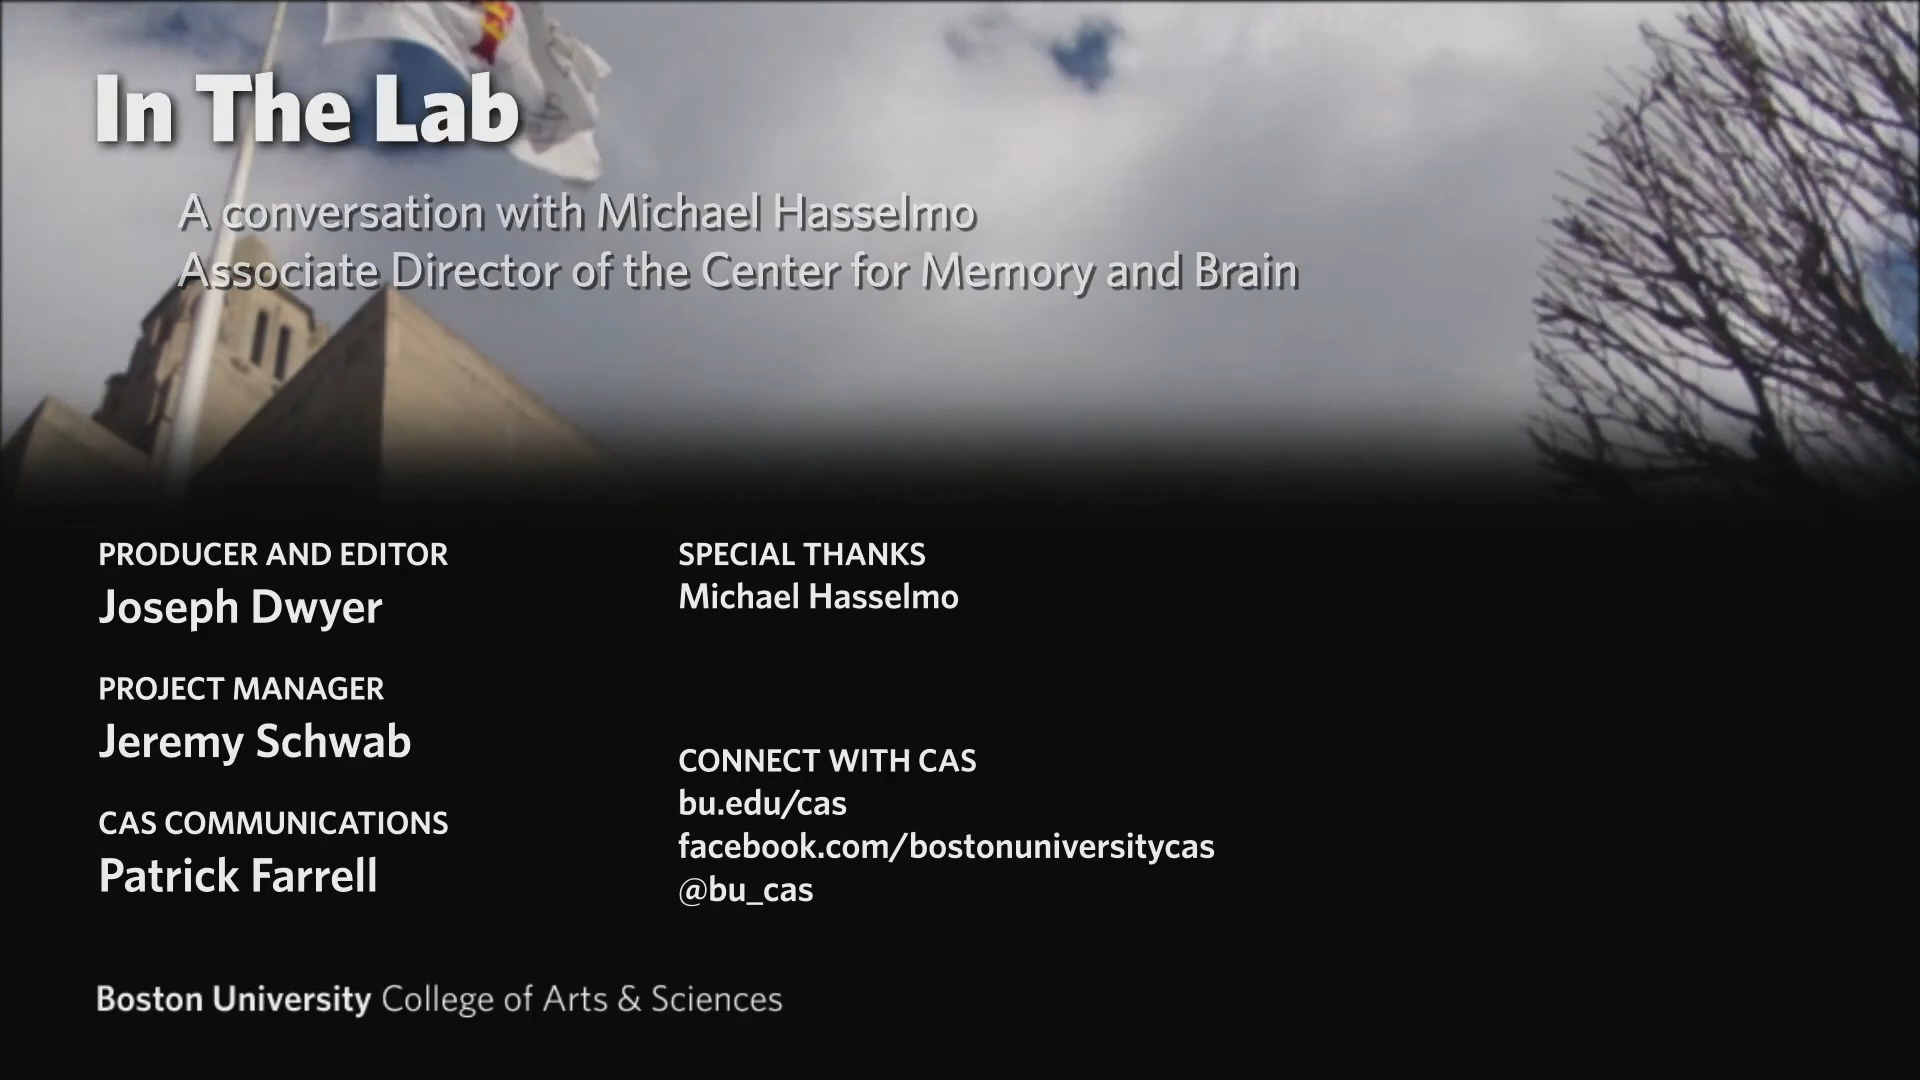 In The Lab
A conversation with Michael Hasselmo
Associate Director of the Center for Memory and Brain
PRODUCER AND EDITOR
Joseph Dwyer
PROJECT MANAGER
Jeremy Schwab
CAS COMMUNICATIONS
Patrick Farrell
SPECIAL THANKS
Michael Hasselmo
CONNECT WITH CAS
bu.edu/cas
facebook.com/bostonuniversitycas
@bu_cas
Boston University College of Arts & Sciences